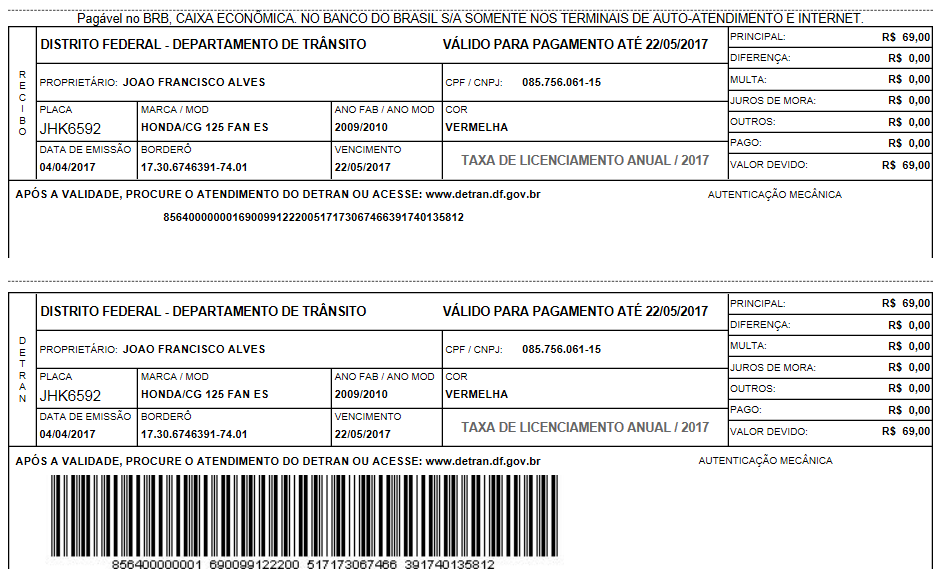 Pagável no BRB, CAIXA ECONÔMICA. NO BANCO DO BRASIL S/A SOMENTE NOS TERMINAIS DE AUTO-ATENDIMENTO E INTERNET.
RECIBO
DISTRITO FEDERAL - DEPARTAMENTO DE TRÂNSITO VÁLIDO PARA PAGAMENTO ATÉ 22/05/2017
PROPRIETÁRIO: JOAO FRANCISCO ALVES CPF / CNPJ: 085.756.061-15
PLACA MARCA / MOD ANO FAB / ANO MOD COR
JHK6592 HONDA/CG 125 FAN ES 2009/2010 VERMELHA
DATA DE EMISSÃO BORDERÔ VENCIMENTO
04/04/2017 17.30.6746391-74.01 22/05/2017
TAXA DE LICENCIAMENTO ANUAL / 2017
PRINCIPAL: R$ 69,00
DIFERENÇA: R$ 0,00
MULTA: R$ 0,00
JUROS DE MORA: R$ 0,00
OUTROS: R$ 0,00
PAGO: R$ 0,00
VALOR DEVIDO: R$ 69,00
APÓS A VALIDADE, PROCURE O ATENDIMENTO DO DETRAN OU ACESSE: www.detran.df.gov.br AUTENTICAÇÃO MECÂNICA
856400000001690099122200517173067466391740135812
DETRAN
DISTRITO FEDERAL - DEPARTAMENTO DE TRÂNSITO VÁLIDO PARA PAGAMENTO ATÉ 22/05/2017
PROPRIETÁRIO: JOAO FRANCISCO ALVES CPF / CNPJ: 085.756.061-15
PLACA MARCA / MOD ANO FAB / ANO MOD COR
JHK6592 HONDA/CG 125 FAN ES 2009/2010 VERMELHA
DATA DE EMISSÃO BORDERÔ VENCIMENTO
04/04/2017 17.30.6746391-74.01 22/05/2017
TAXA DE LICENCIAMENTO ANUAL / 2017
PRINCIPAL: R$ 69,00
DIFERENÇA: R$ 0,00
MULTA: R$ 0,00
JUROS DE MORA: R$ 0,00
OUTROS: R$ 0,00
PAGO: R$ 0,00
VALOR DEVIDO: R$ 69,00
APÓS A VALIDADE, PROCURE O ATENDIMENTO DO DETRAN OU ACESSE: www.detran.df.gov.br AUTENTICAÇÃO MECÂNICA
856400000001 690099122200 517173067466 391740135812